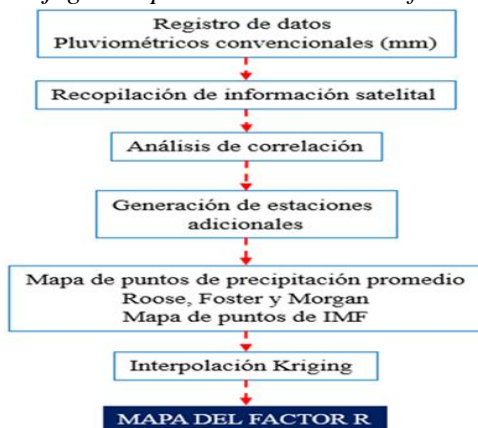 Registro de datos
Pluviométricos convencionales (mm)
Recopilación de información satelital
Análisis de correlación
Generación de estaciones
adicionales
Mapa de puntos de precipitación promedio
Roose, Foster y Morgan
Mapa de puntos de IMF
Interpolación Kriging
MAPA DEL FACTOR R